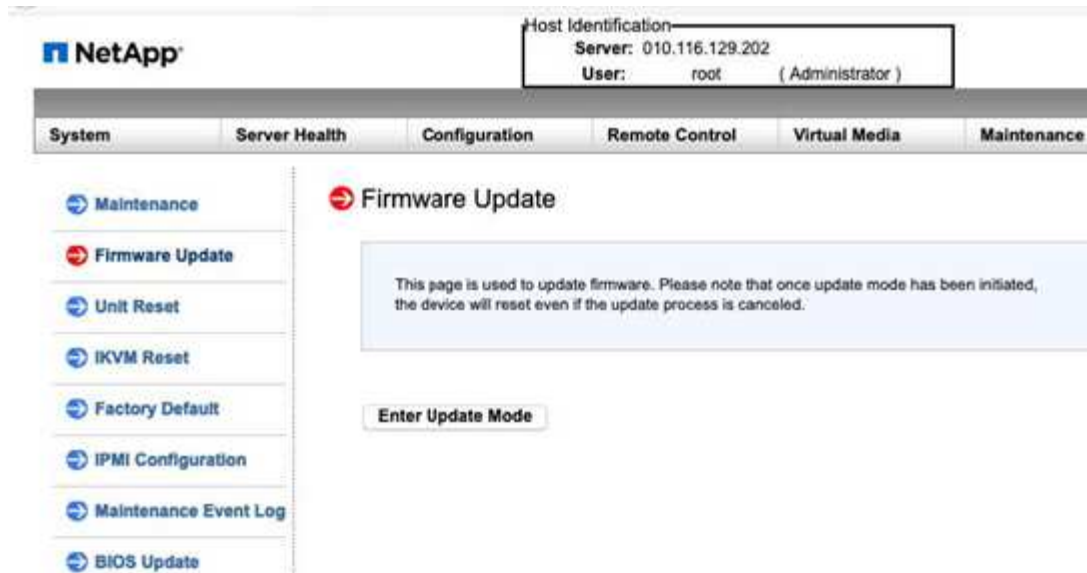 Host Identification
NetApp
Server: 010.116.129.202
User: root ( Administrator )
System Server Health Configuration Remote Control Virtual Media Maintenance
Maintenance
Firmware Update
Unit Reset
IKVM Reset
Factory Default
IPMI Configuration
Maintenance Event Log
BIOS Update
Firmware Update
This page is used to update firmware. Please note that once update mode has been initiated,
the device will reset even if the update process is canceled.
Enter Update Mode